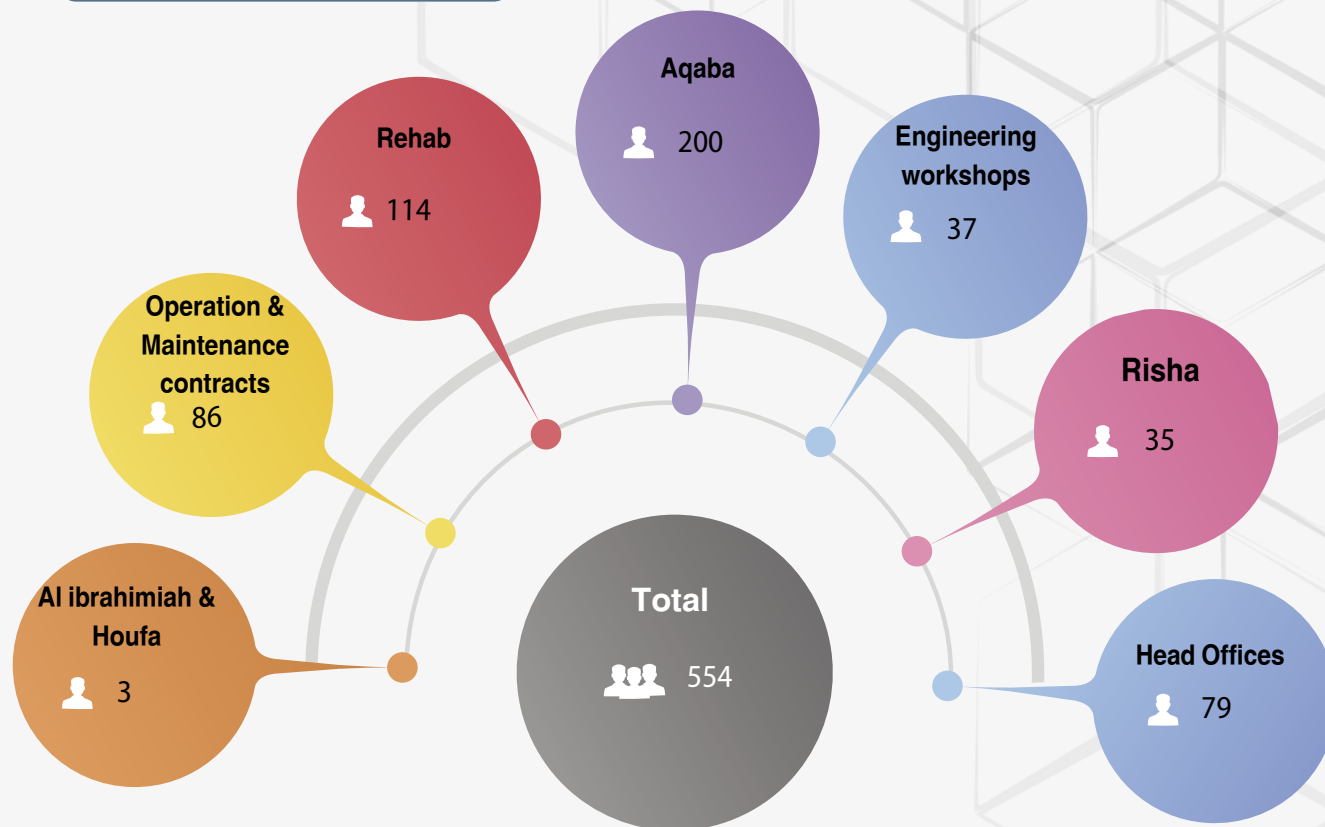 Aqaba
200
Rehab
114
Engineering
workshops
37
Operation &
Maintenance
contracts
86
Risha
35
Al ibrahimiah &
Houfa
3
Total
554
Head Offices
79